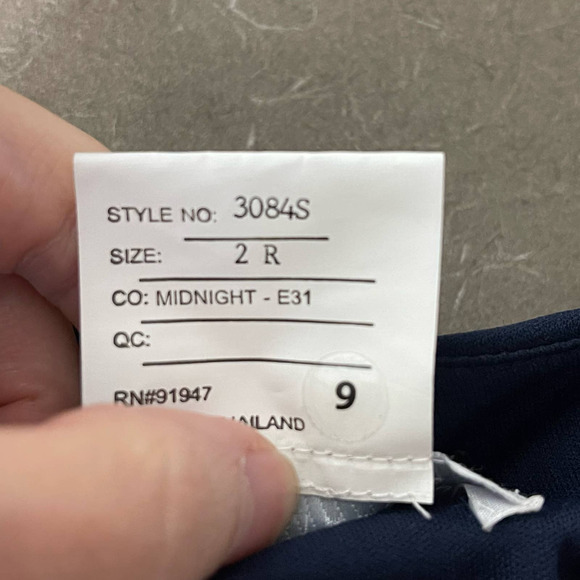 STYLE NO: 3084S
SIZE: 2 R
CO: MIDNIGHT - E31
QC:
RN#91947
9